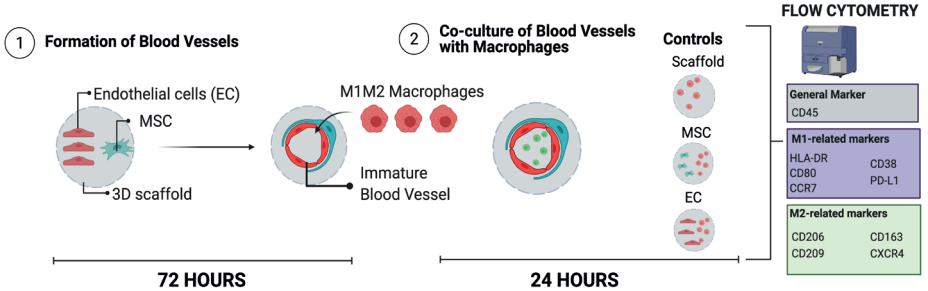 1
Formation of Blood Vessels
Endothelial cells (EC)
MSC
3D scaffold
72 HOURS
M1M2 Macrophages
Immature
Blood Vessel
2
Co-culture of Blood Vessels
with Macrophages
24 HOURS
Controls
Scaffold
MSC
EC
FLOW CYTOMETRY
General Marker
CD45
M1-related markers
HLA-DR
CD80
CCR7
CD38
PD-L1
M2-related markers
CD206
CD209
CD163
CXCR4